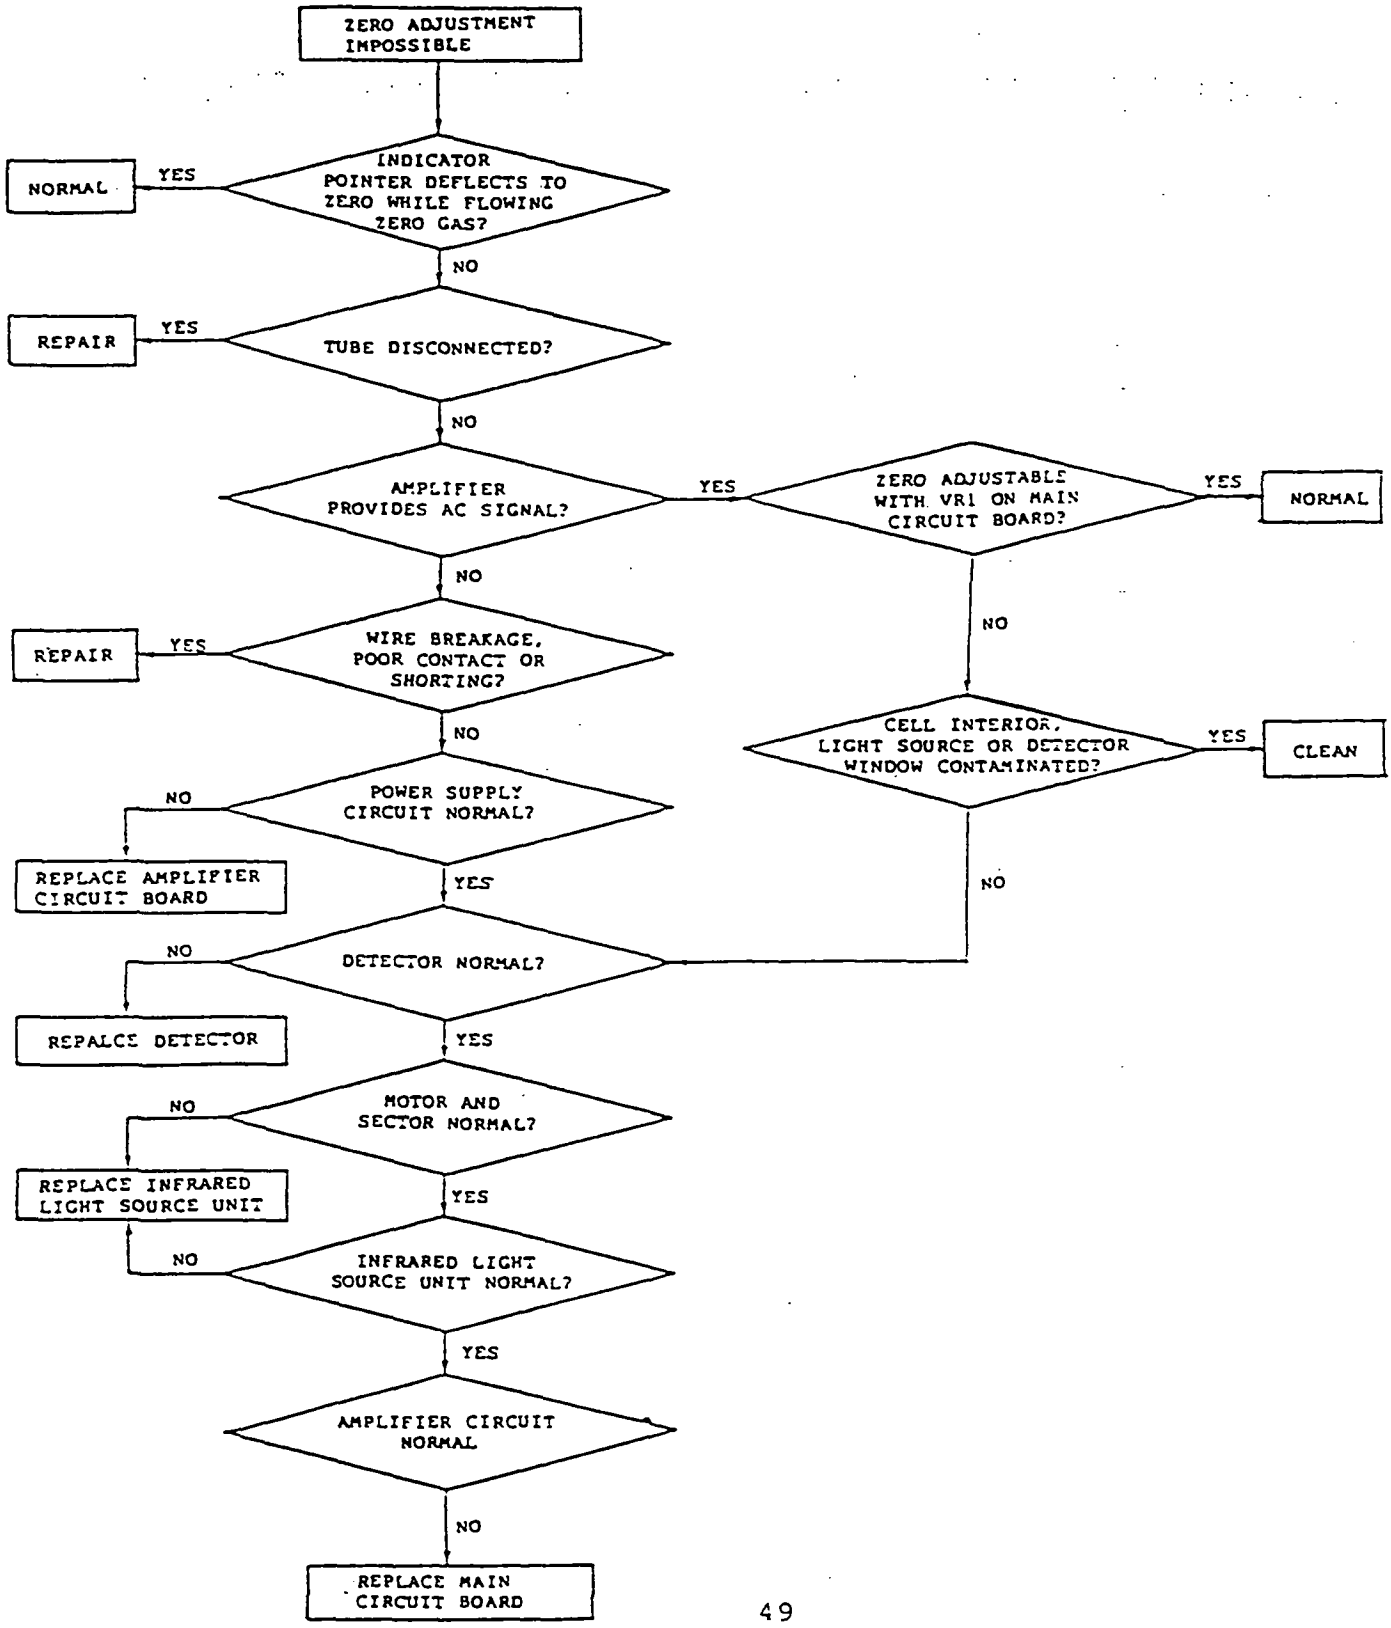 ZERO ADJUSTMENT
IMPOSSIBLE
INDICATOR
POINTER DEFLECTS TO
ZERO WHILE FLOWING
ZERO GAS?
YES
NORMAL
NO
TUBE DISCONNECTED?
YES
REPAIR
NO
AMPLIFIER
PROVIDES AC SIGNAL?
YES
ZERO ADJUSTABLE
WITH VR1 ON MAIN
CIRCUIT BOARD?
YES
NORMAL
NO
NO
WIRE BREAKAGE,
POOR CONTACT OR
SHORTING?
YES
REPAIR
NO
CELL INTERIOR,
LIGHT SOURCE OR DETECTOR
WINDOW CONTAMINATED?
YES
CLEAN
POWER SUPPLY
CIRCUIT NORMAL?
NO
REPLACE AMPLIFIER
CIRCUIT BOARD
YES
NO
DETECTOR NORMAL?
NO
REPALCE DETECTOR
YES
MOTOR AND
SECTOR NORMAL?
NO
REPLACE INFRARED
LIGHT SOURCE UNIT
YES
INFRARED LIGHT
SOURCE UNIT NORMAL?
NO
YES
AMPLIFIER CIRCUIT
NORMAL
NO
REPLACE MAIN
CIRCUIT BOARD
49